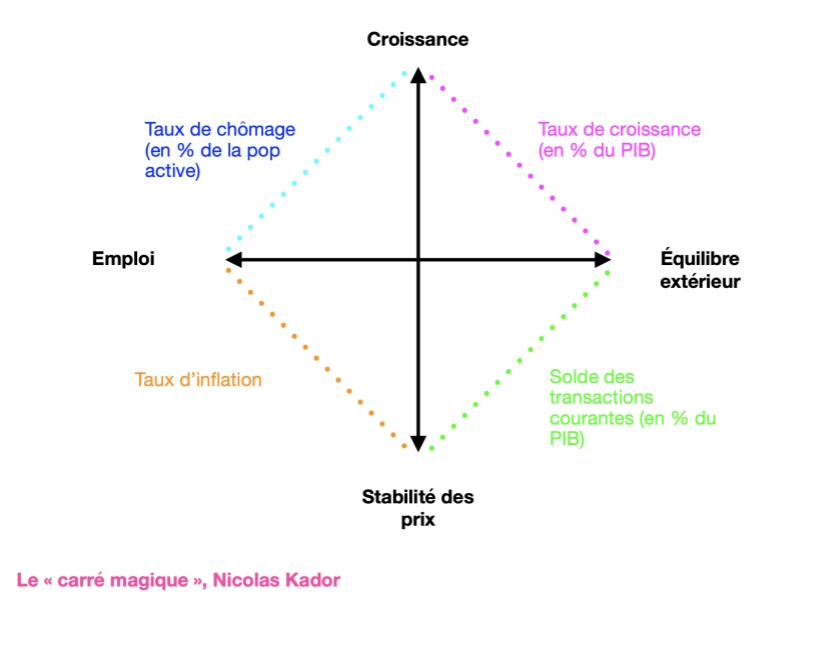 Croissance
Taux de chômage
(en % de la pop
active)
Taux de croissance
(en % du PIB)
Emploi
Équilibre
extérieur
Taux d’inflation
Solde des
transactions
courantes (en % du
PIB)
Stabilité des
prix
Le « carré magique », Nicolas Kador